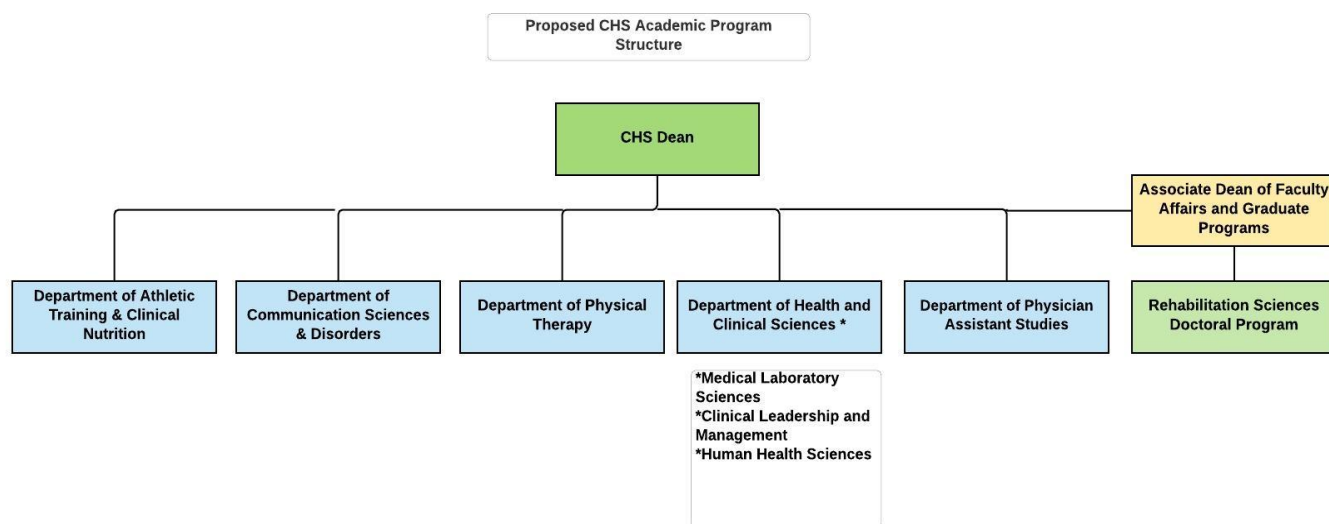 Proposed CHS Academic Program
Structure
CHS Dean
Associate Dean of Faculty
Affairs and Graduate
Programs
Department of Athletic
Training & Clinical
Nutrition
Department of
Communication Sciences
& Disorders
Department of Physical
Therapy
Department of Health and
Clinical Sciences *
Department of Physician
Assistant Studies
Rehabilitation Sciences
Doctoral Program
*Medical Laboratory
Sciences
*Clinical Leadership and
Management
*Human Health Sciences